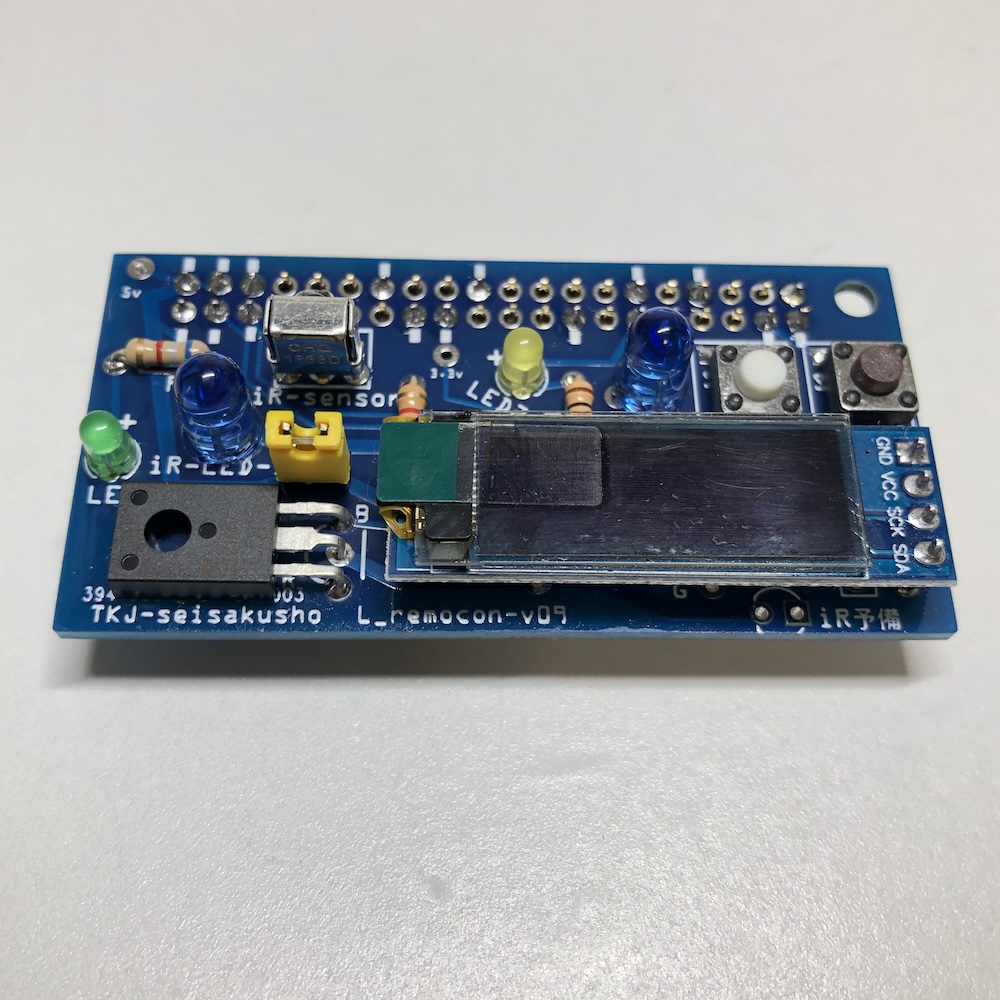 5v
3.3v
iR-sensor
LED
iR-LED-
LE
B
GND
VCC
SCK
SDA
G
394
003
TKJ-seisakusho L_remocon-v09
iR予備